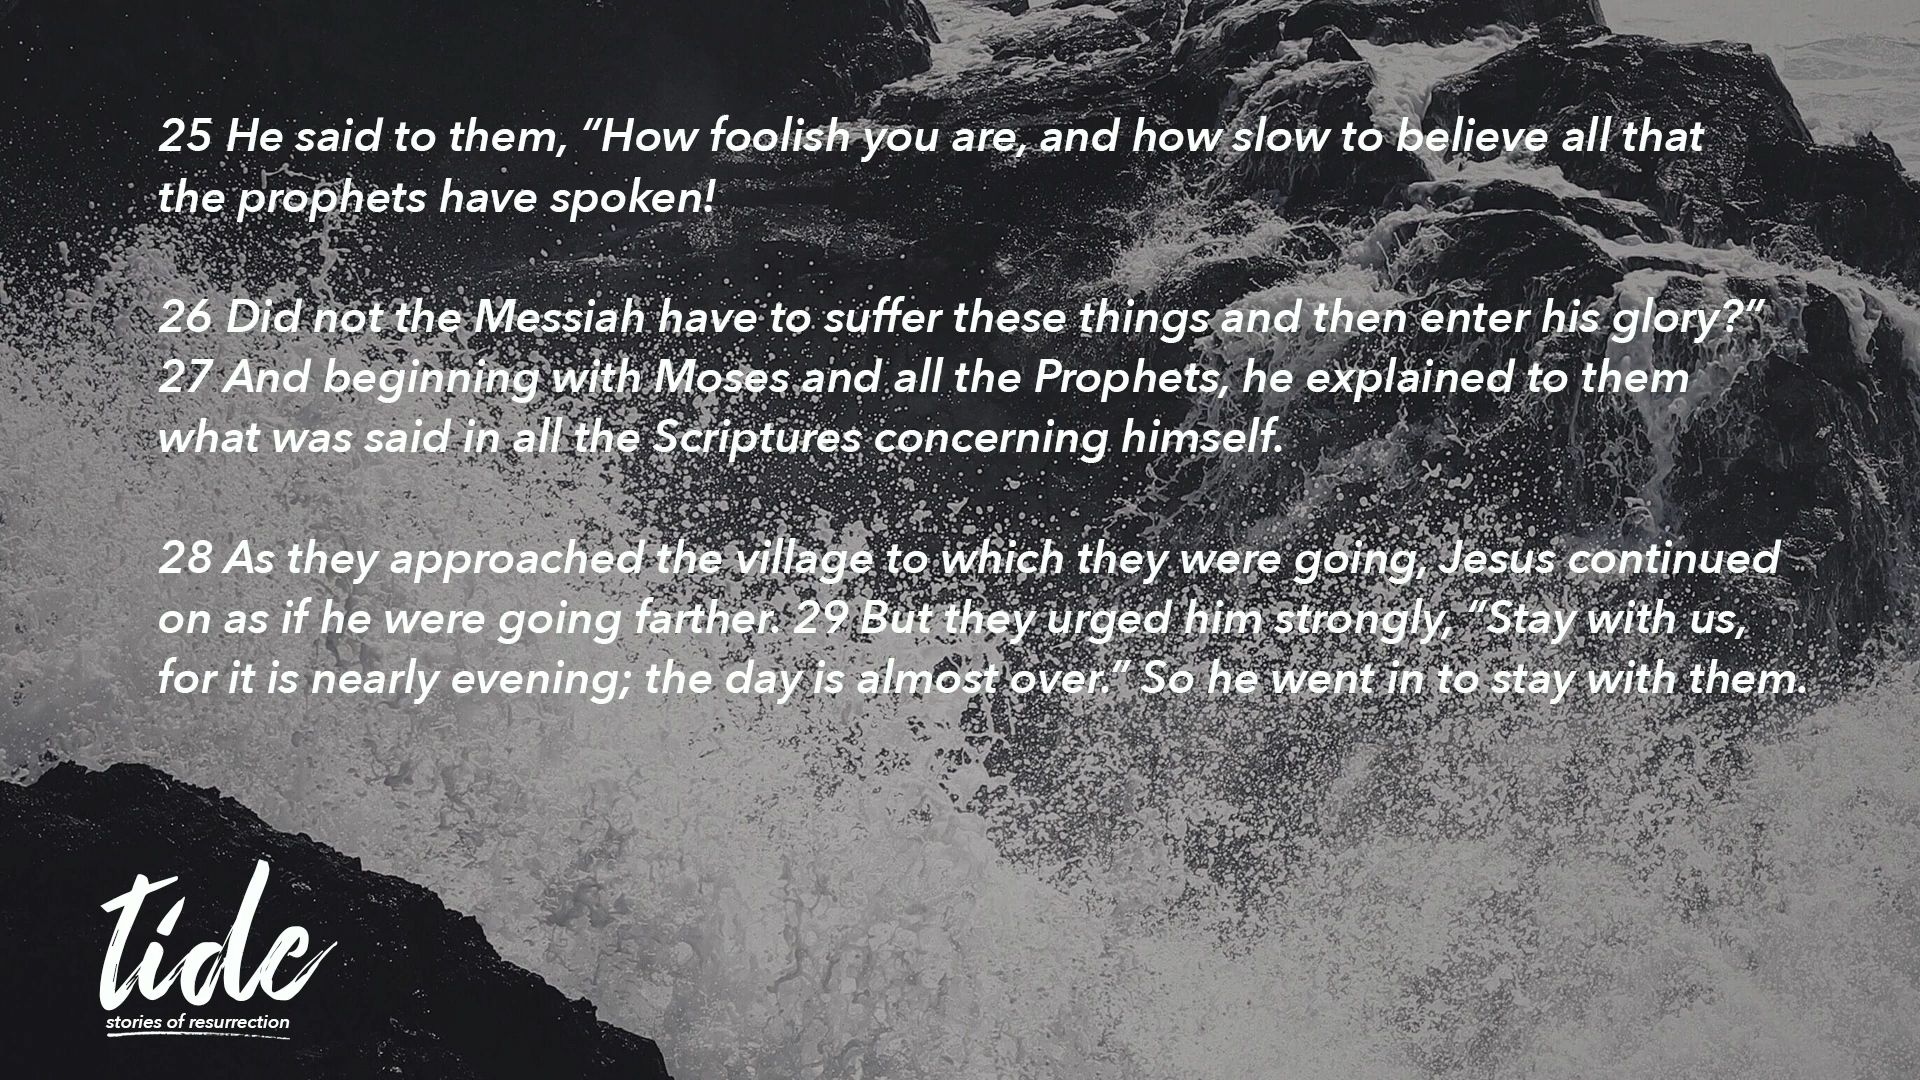 25 He said to them, “How foolish you are, and how slow to believe all that
the prophets have spoken!
26 Did not the Messiah have to suffer these things and then enter his glory?”
27 And beginning with Moses and all the Prophets, he explained to them
what was said in all the Scriptures concerning himself.
28 As they approached the village to which they were going, Jesus continued
on as if he were going farther. 29 But they urged him strongly, “Stay with us,
for it is nearly evening; the day is almost over.” So he went in to stay with them.
tide
stories of resurrection